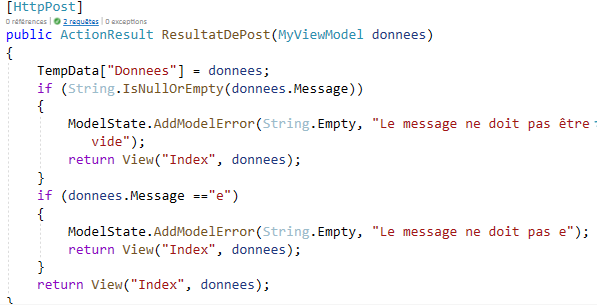 [HttpPost]
0 références | 2 requêtes | 0 exceptions
public ActionResult ResultatDePost(MyViewModel donnees)
{
TempData["Donnees"] = donnees;
if (String.IsNullOrEmpty(donnees.Message))
{
ModelState.AddModelError(String.Empty, "Le message ne doit pas être
vide");
return View("Index", donnees);
}
if (donnees.Message =="e")
{
ModelState.AddModelError(String.Empty, "Le message ne doit pas e");
return View("Index", donnees);
}
return View("Index", donnees);
}